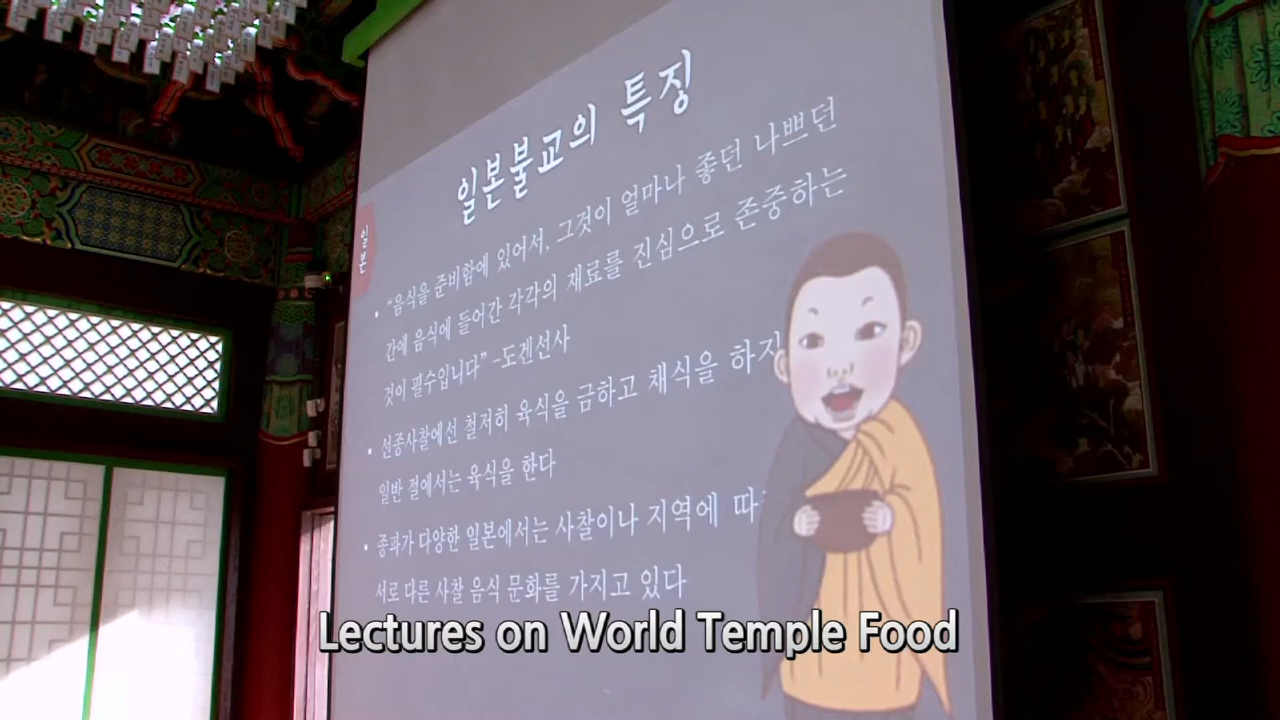 일본불교의 특징
일본
• “음식을 준비함에 있어서, 그것이 얼마나 좋던 나쁘던
간에 음식에 들어간 각각의 재료를 진심으로 존중하는
것이 필수입니다” -도겐선사
• 선종사찰에선 철저히 육식을 금하고 채식을 하지
일반 절에서는 육식을 한다
• 종파가 다양한 일본에서는 사찰이나 지역에
서로 다른 사찰 음식 문화를 가지고 있다
Lectures on World Temple Food